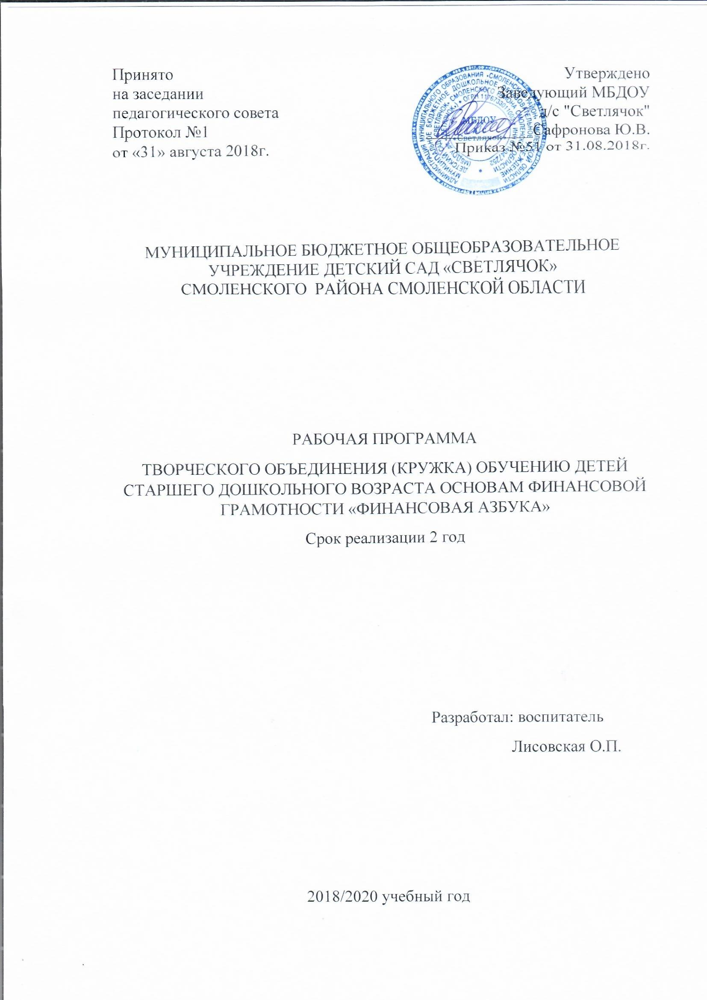 Принято
на заседании
педагогического совета
Протокол №1
от «31» августа 2018г.
Утверждено
Заведующий МБДОУ
д/с "Светлячок"
Сафронова Ю.В.
Приказ №51 от 31.08.2018г.
МБДОУ
«Светлячок»
МУНИЦИПАЛЬНОЕ БЮДЖЕТНОЕ ОБЩЕОБРАЗОВАТЕЛЬНОЕ
УЧРЕЖДЕНИЕ ДЕТСКИЙ САД «СВЕТЛЯЧОК»
СМОЛЕНСКОГО РАЙОНА СМОЛЕНСКОЙ ОБЛАСТИ
РАБОЧАЯ ПРОГРАММА
ТВОРЧЕСКОГО ОБЪЕДИНЕНИЯ (КРУЖКА) ОБУЧЕНИЮ ДЕТЕЙ
СТАРШЕГО ДОШКОЛЬНОГО ВОЗРАСТА ОСНОВАМ ФИНАНСОВОЙ
ГРАМОТНОСТИ «ФИНАНСОВАЯ АЗБУКА»
Срок реализации 2 год
Разработал: воспитатель
Лисовская О.П.
2018/2020 учебный год